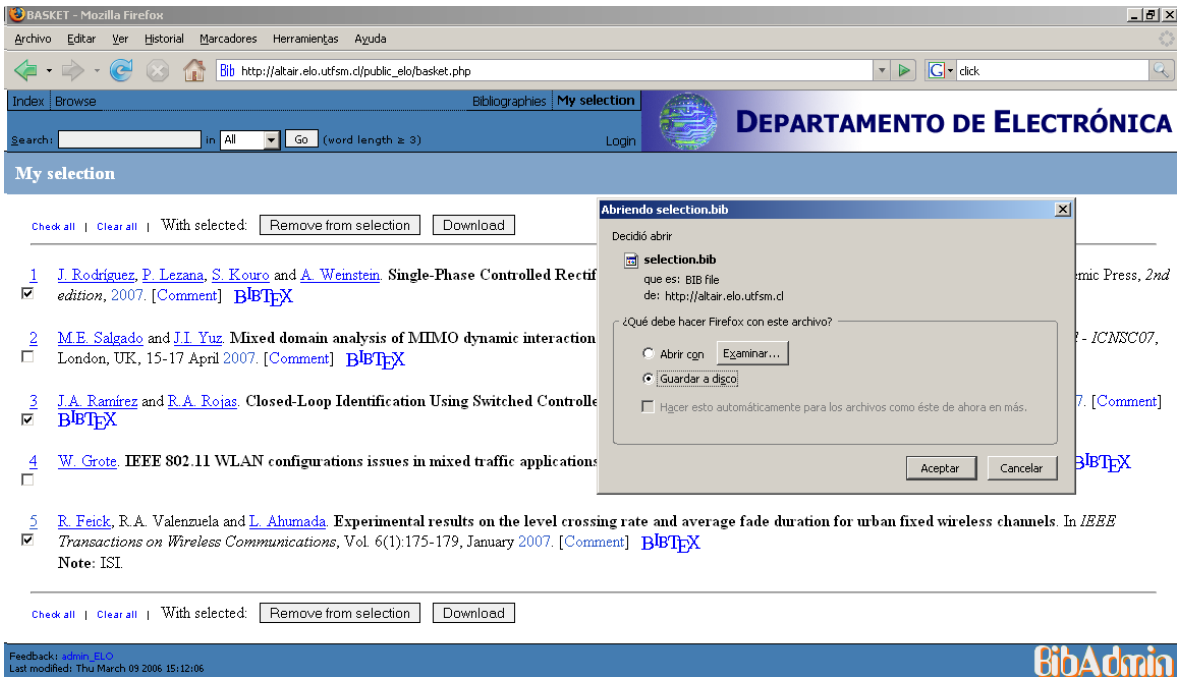 BASKET - Mozilla Firefox
Archivo Editar Ver Historial Marcadores Herramientas Ayuda
Bib http://altair.elo.utfsm.cl/public_elo/basket.php G click
Index Browse Bibliographies My selection
DEPARTAMENTO DE ELECTRÓNICA
Search: in All Go (word length ≥ 3) Login
My selection
Check all | Clear all | With selected: Remove from selection Download
1 J. Rodríguez, P. Lezana, S. Kouro and A. Weinstein. Single-Phase Controlled Rectif
emic Press, 2nd
edition, 2007. [Comment] BIBTEX
2 M.E. Salgado and J.I. Yuz. Mixed domain analysis of MIMO dynamic interaction
- ICNSC07,
London, UK, 15-17 April 2007. [Comment] BIBTEX
3 J.A. Ramírez and R.A. Rojas. Closed-Loop Identification Using Switched Controlle
7. [Comment]
BIBTEX
4 W. Grote. IEEE 802.11 WLAN configurations issues in mixed traffic applications
BIBTEX
5 R. Feick, R.A. Valenzuela and L. Ahumada. Experimental results on the level crossing rate and average fade duration for urban fixed wireless channels. In IEEE
Transactions on Wireless Communications, Vol. 6(1):175-179, January 2007. [Comment] BIBTEX
Note: ISI.
Abriendo selection.bib
Decidió abrir
selection.bib
que es: BIB file
de: http://altair.elo.utfsm.cl
¿Qué debe hacer Firefox con este archivo?
Abrir con Examinar...
Guardar a disco
Hacer esto automáticamente para los archivos como éste de ahora en más.
Aceptar Cancelar
Check all | Clear all | With selected: Remove from selection Download
Feedback: admin_ELO
Last modified: Thu March 09 2006 15:12:06
BibAdmin